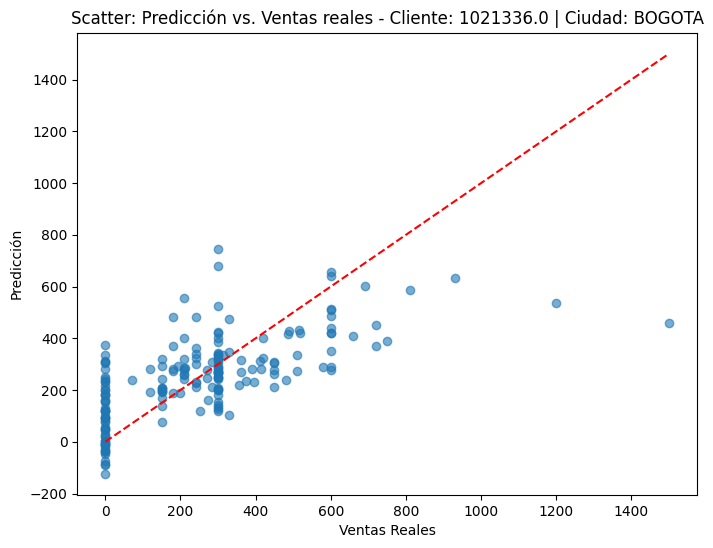 Scatter: Predicción vs. Ventas reales - Cliente: 1021336.0 | Ciudad: BOGOTA
1400
1200
1000
800
600
400
200
0
−200
Predicción
0 200 400 600 800 1000 1200 1400
Ventas Reales